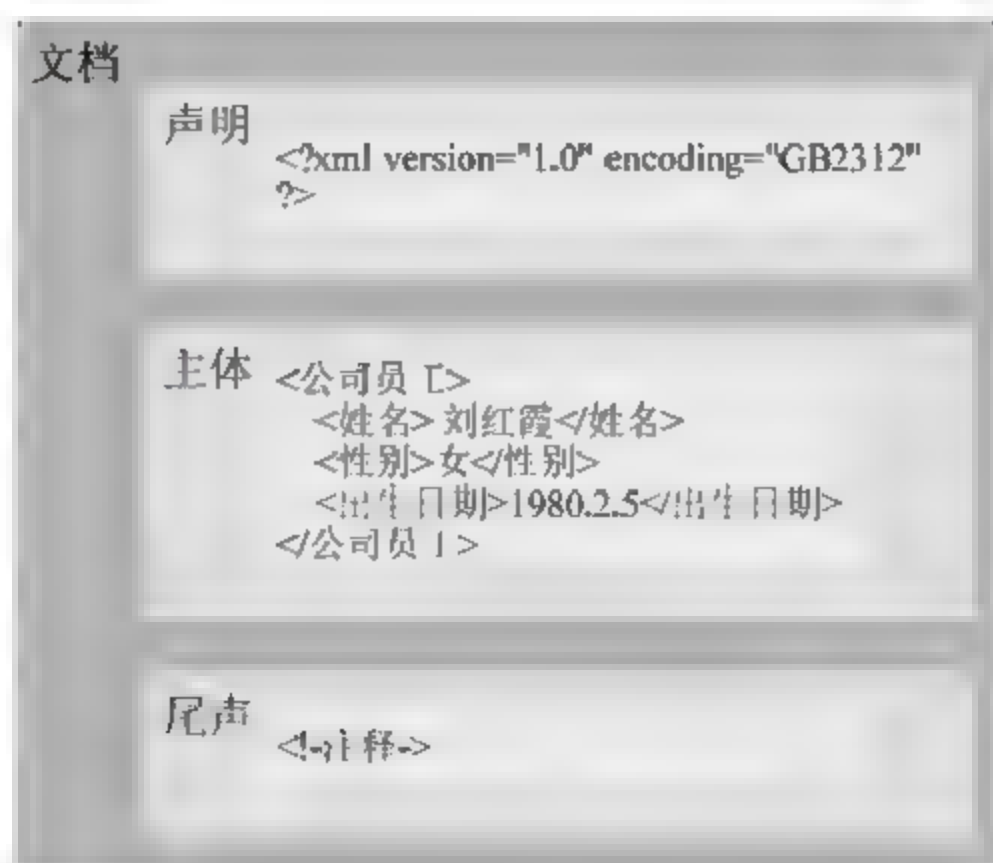 文档
声明
<?xml version="1.0" encoding="GB2312"
?>
主体
<公司员工>
<姓名>刘红霞</姓名>
<性别>女</性别>
<出生日期>1980.2.5</出生日期>
</公司员工>
尾声
<!-注释->